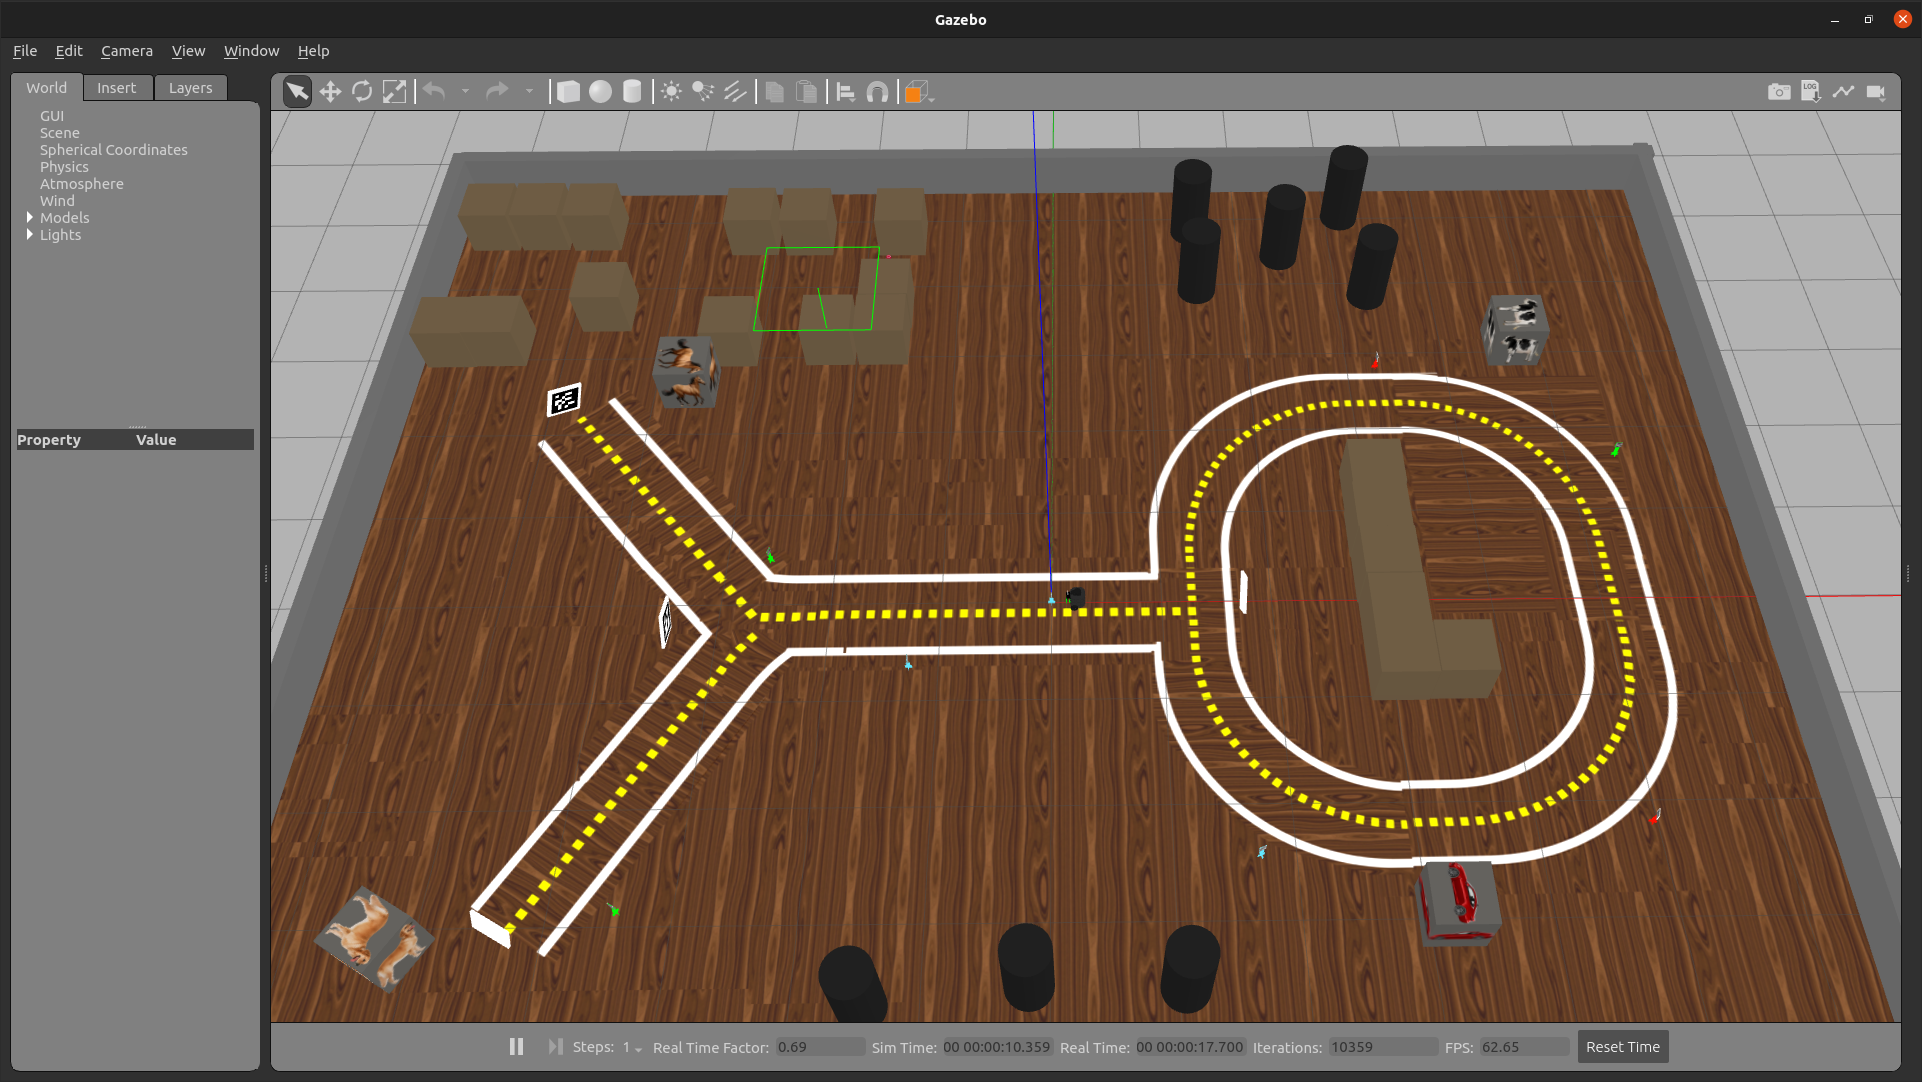 Gazebo
File Edit Camera View Window Help
World Insert Layers
LOG
GUI
Scene
Spherical Coordinates
Physics
Atmosphere
Wind
Models
Lights
Property Value
Steps: 1 Real Time Factor: 0.69 Sim Time: 00 00:00:10.359 Real Time: 00 00:00:17.700 Iterations: 10359 FPS: 62.65 Reset Time